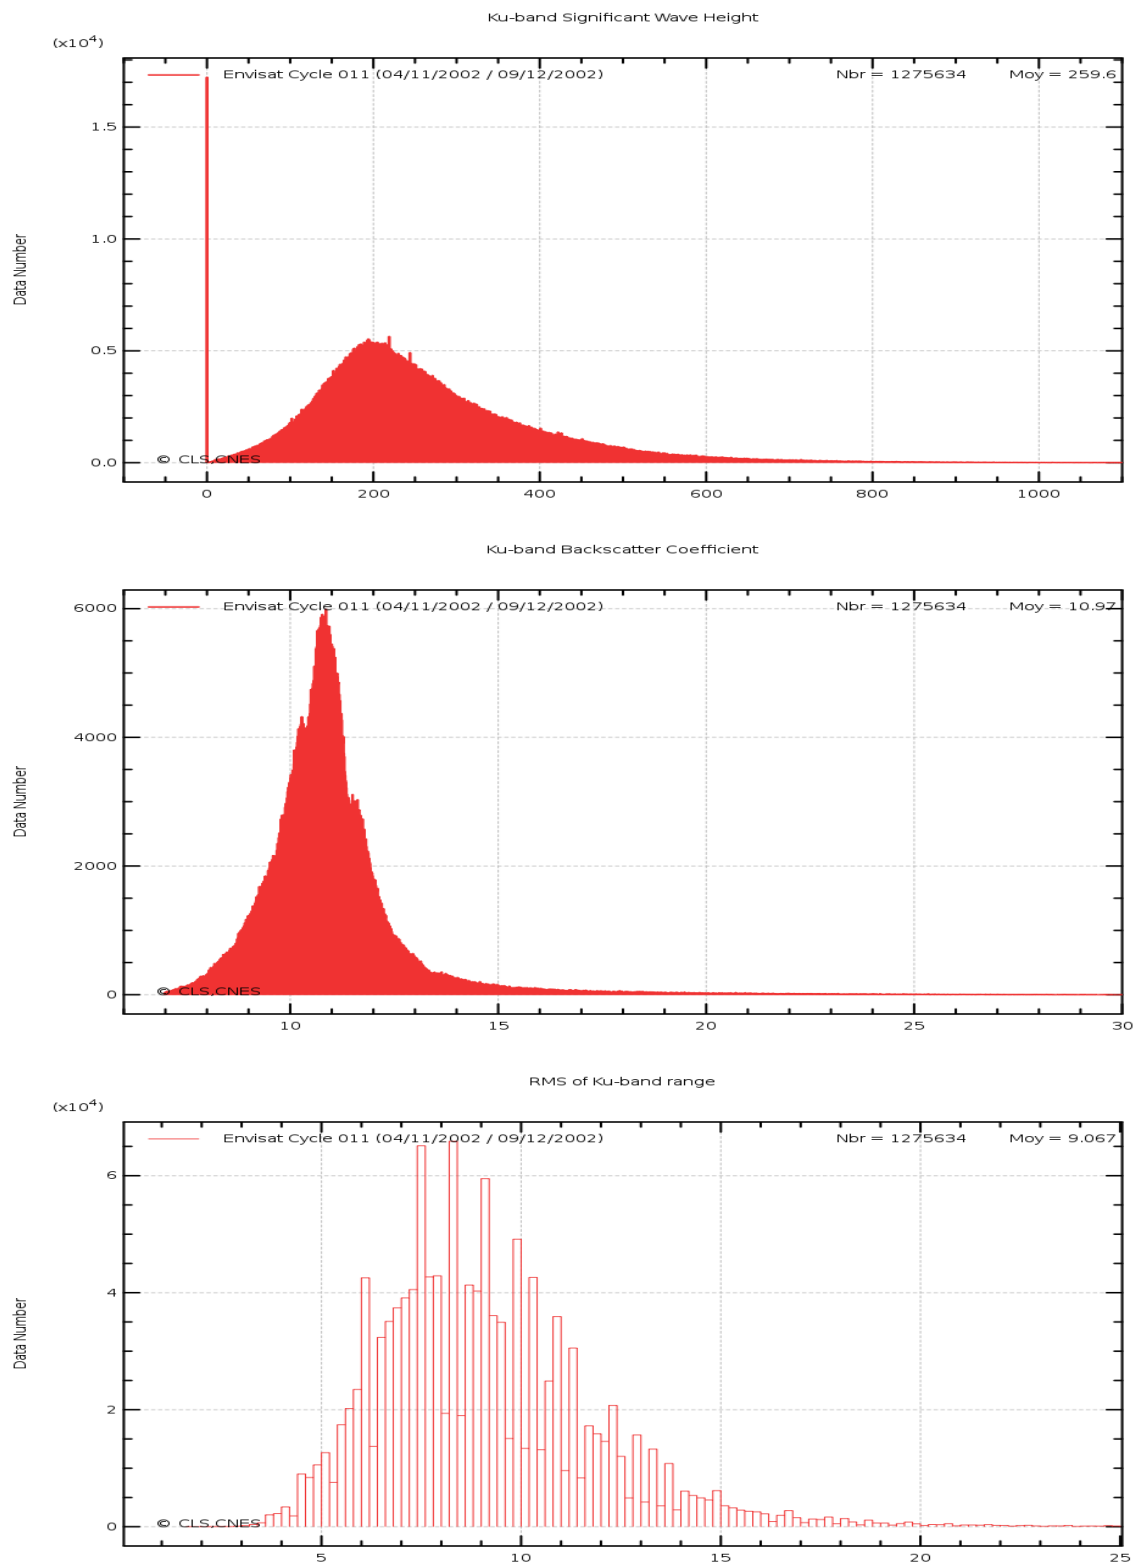 Ku-band Significant Wave Height
(x10⁴)
Envisat Cycle 011 (04/11/2002 / 09/12/2002) Nbr = 1275634 Moy = 259.6
1.5
1.0
0.5
0.0
Data Number
© CLS,CNES
0 200 400 600 800 1000
Ku-band Backscatter Coefficient
Envisat Cycle 011 (04/11/2002 / 09/12/2002) Nbr = 1275634 Moy = 10.97
6000
4000
2000
0
Data Number
© CLS,CNES
10 15 20 25 30
RMS of Ku-band range
(x10⁴)
Envisat Cycle 011 (04/11/2002 / 09/12/2002) Nbr = 1275634 Moy = 9.067
6
4
2
0
Data Number
© CLS,CNES
5 10 15 20 25